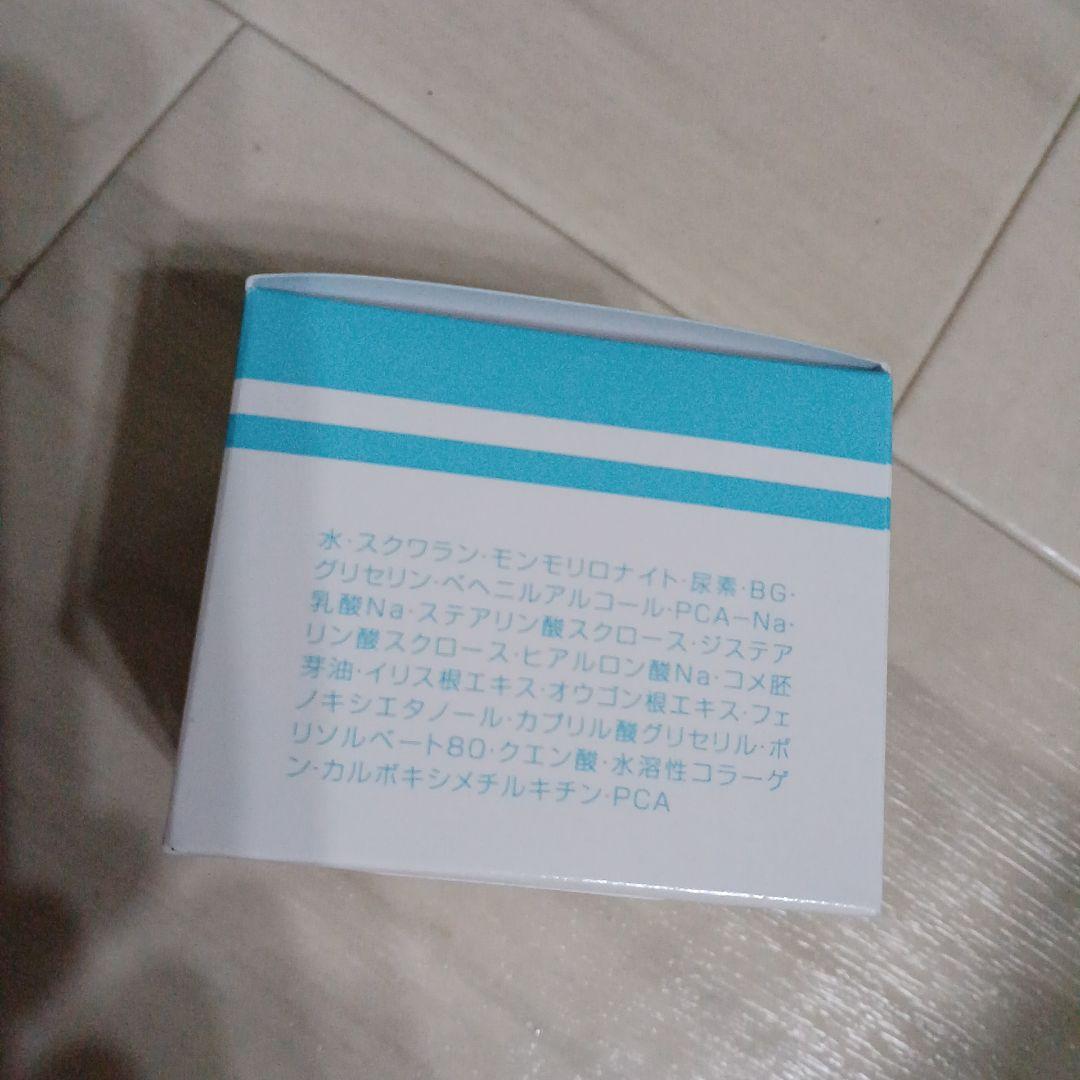 水・スクワラン・モンモリロナイト・尿素・BG・
グリセリン・ベヘニルアルコール・PCA−Na・
乳酸Na・ステアリン酸スクロース・ジステア
リン酸スクロース・ヒアルロン酸Na・コメ胚
芽油・イリス根エキス・オウゴン根エキス・フェ
ノキシエタノール・カプリル酸グリセリル・ポ
リソルベート80・クエン酸・水溶性コラーゲ
ン・カルボキシメチルキチン・PCA